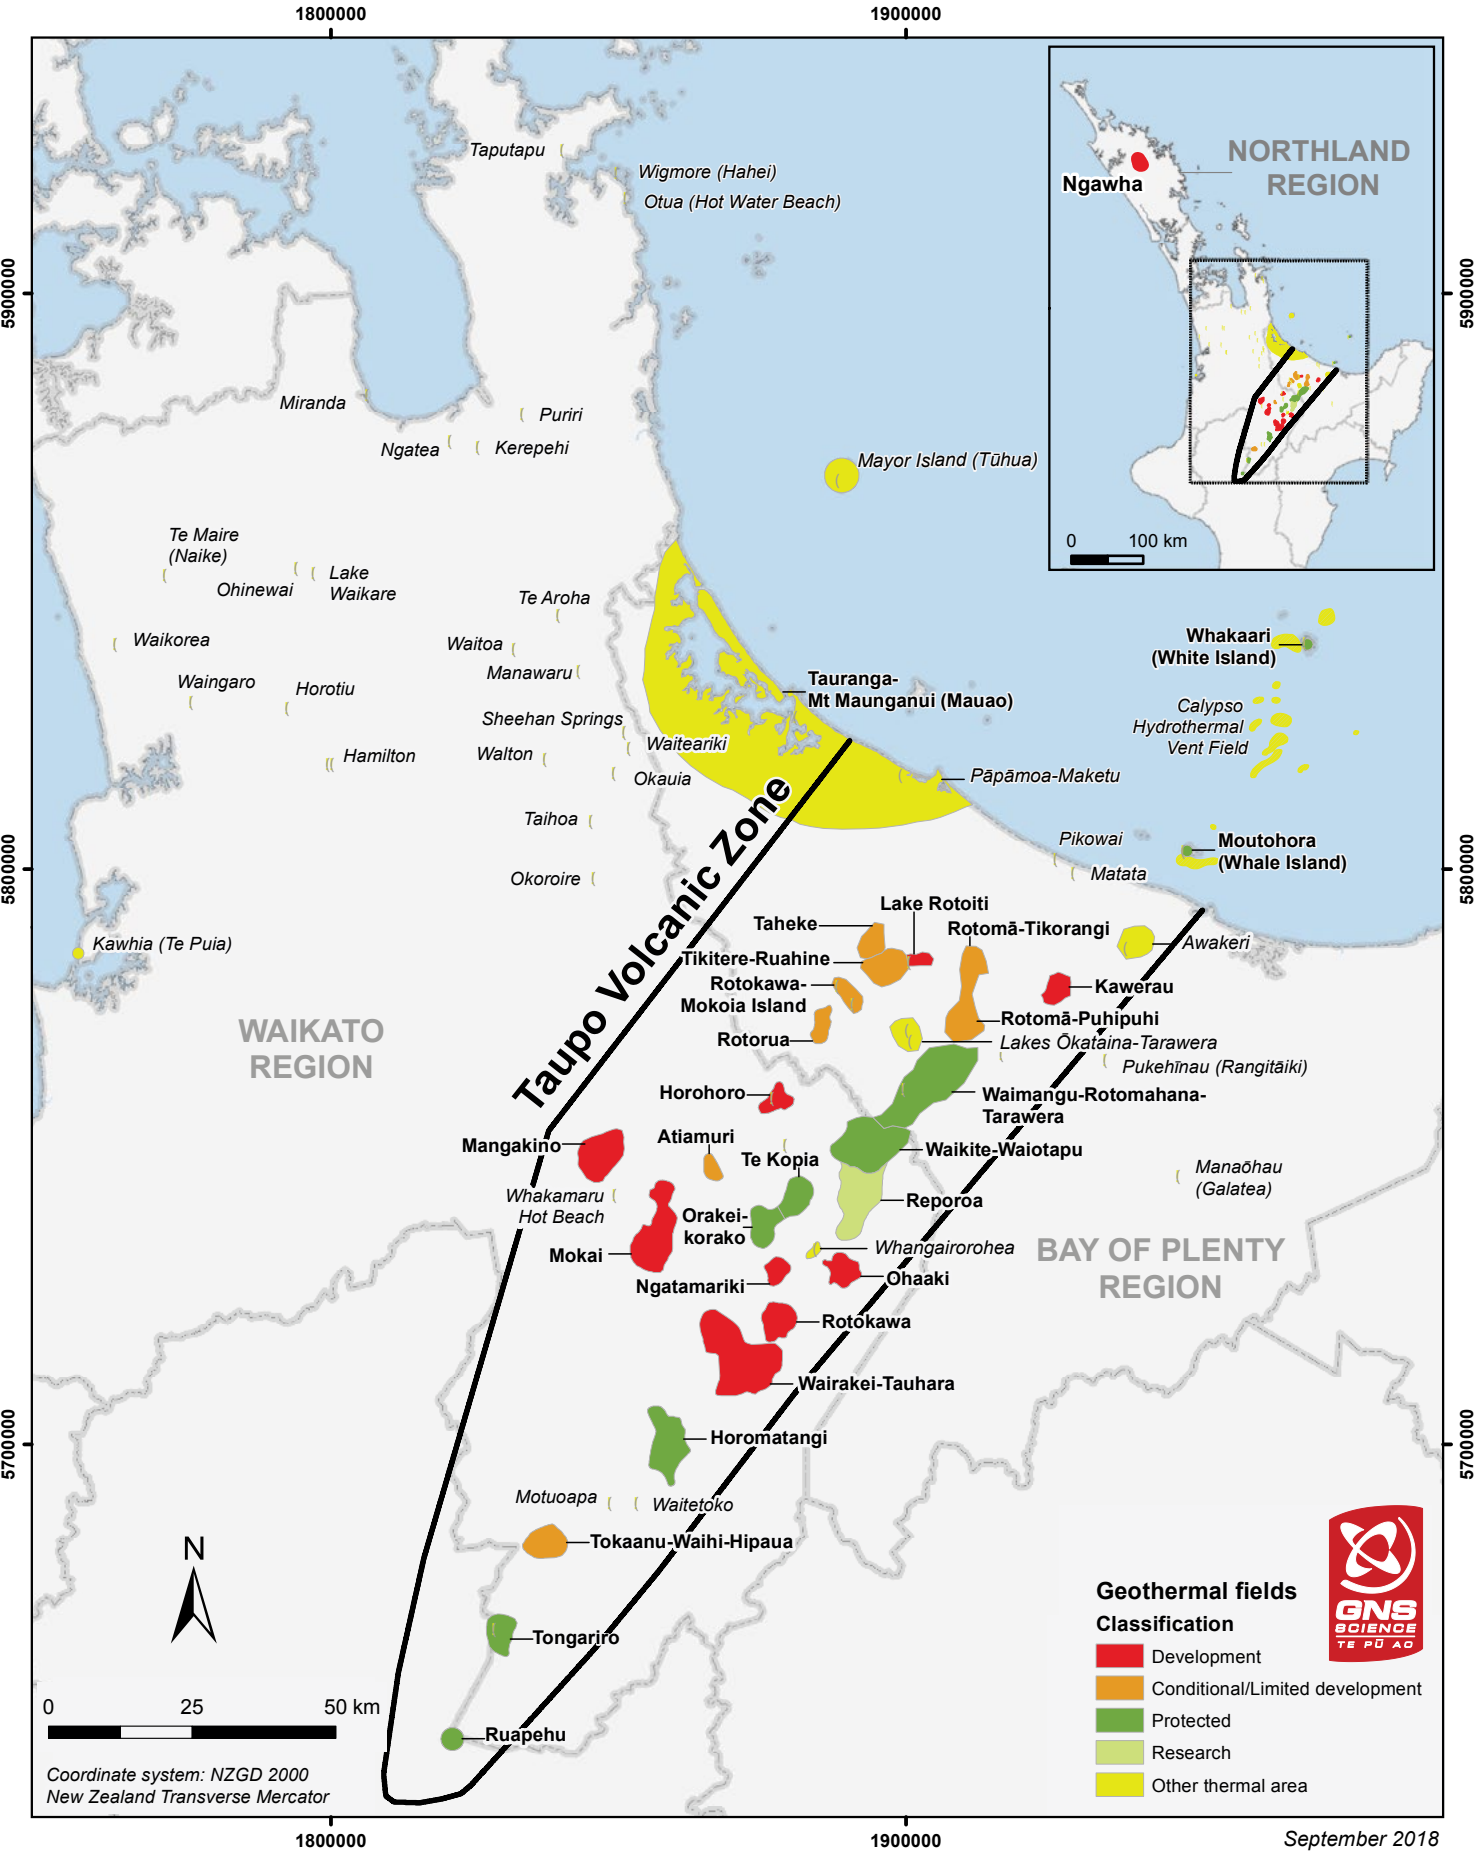 1800000
1900000
5900000
5900000
5800000
5800000
5700000
5700000
Taputapu
Wigmore (Hahei)
Otua (Hot Water Beach)
NORTHLAND
REGION
Ngawha
0 100 km
Miranda
Puriri
Ngatea
Kerepehi
Mayor Island (Tūhua)
Te Maire
(Naike)
Ohinewai
Lake
Waikare
Te Aroha
Waikorea
Waitoa
Manawaru
Waingaro
Horotiu
Whakaari
(White Island)
Tauranga-
Mt Maunganui (Mauao)
Calypso
Hydrothermal
Vent Field
Sheehan Springs
Waiteariki
Hamilton
Walton
Okauia
Pāpāmoa-Maketu
Taihoa
Pikowai
Moutohora
(Whale Island)
Okoroire
Matata
Taupo Volcanic Zone
Kawhia (Te Puia)
Lake Rotoiti
Taheke
Rotomā-Tikorangi
Awakeri
Tikitere-Ruahine
Rotokawa-
Mokoia Island
Kawerau
Rotomā-Puhipuhi
Rotorua
Lakes Ōkataina-Tarawera
WAIKATO
REGION
Pukehīnau (Rangitāiki)
Horohoro
Waimangu-Rotomahana-
Tarawera
Mangakino
Atiamuri
Te Kopia
Waikite-Waiotapu
Whakamaru
Hot Beach
Manaōhau
(Galatea)
Reporoa
Orakei-
korako
Mokai
Whangairorohea
BAY OF PLENTY
REGION
Ngatamariki
Ohaaki
Rotokawa
Wairakei-Tauhara
Horomatangi
Motuoapa
Waitetoko
Tokaanu-Waihi-Hipaua
N
Tongariro
Ruapehu
0 25 50 km
Coordinate system: NZGD 2000
New Zealand Transverse Mercator
Geothermal fields
Classification
Development
Conditional/Limited development
Protected
Research
Other thermal area
GNS
SCIENCE
TE PŪ AO
1800000
1900000
September 2018